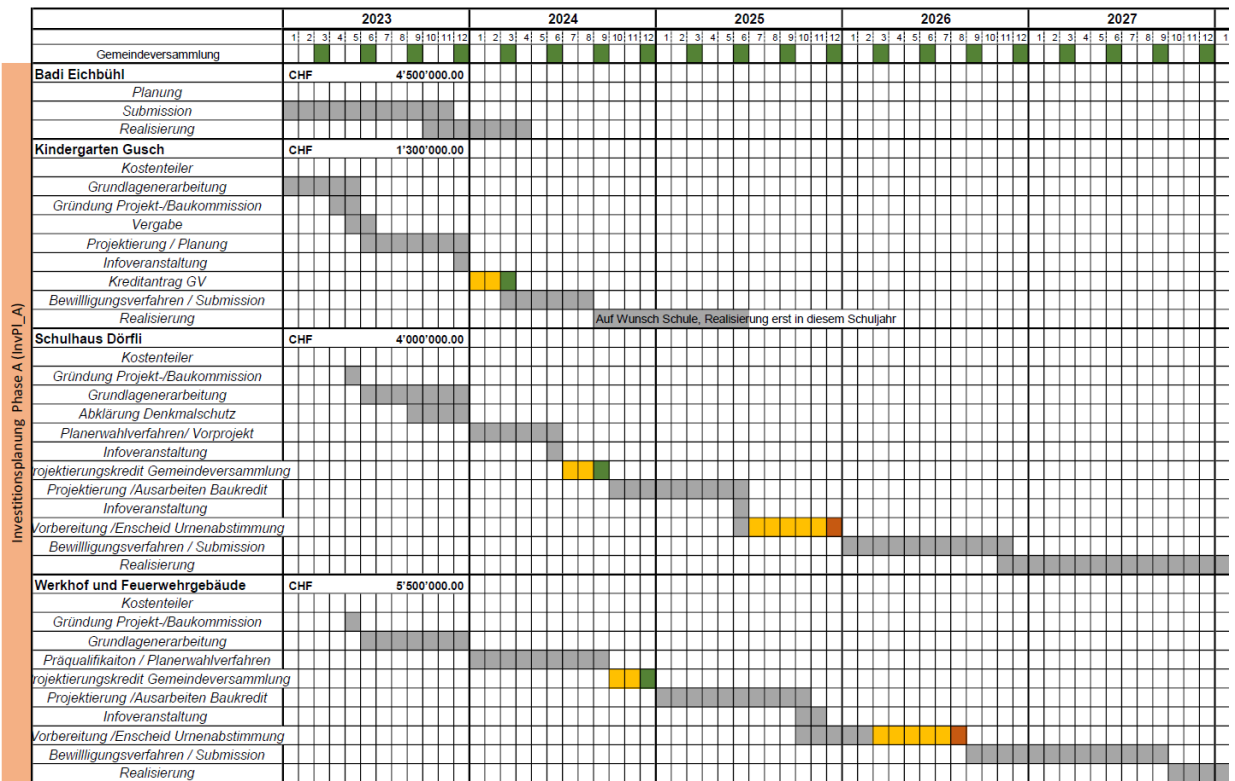 2023 2024 2025 2026 2027
1 2 3 4 5 6 7 8 9 10 11 12 1 2 3 4 5 6 7 8 9 10 11 12 1 2 3 4 5 6 7 8 9 10 11 12 1 2 3 4 5 6 7 8 9 10 11 12 1 2 3 4 5 6 7 8 9 10 11 12 1
Gemeindeversammlung
Investitionsplanung Phase A (InvPl_A)
Badi Eichbühl CHF 4'500'000.00
Planung
Submission
Realisierung
Kindergarten Gusch CHF 1'300'000.00
Kostenteiler
Grundlagenerarbeitung
Gründung Projekt-/Baukommission
Vergabe
Projektierung / Planung
Infoveranstaltung
Kreditantrag GV
Bewillligungsverfahren / Submission
Realisierung Auf Wunsch Schule, Realisierung erst in diesem Schuljahr
Schulhaus Dörfli CHF 4'000'000.00
Kostenteiler
Gründung Projekt-/Baukommission
Grundlagenerarbeitung
Abklärung Denkmalschutz
Planerwahlverfahren/ Vorprojekt
Infoveranstaltung
rojektierungskredit Gemeindeversammlung
Projektierung /Ausarbeiten Baukredit
Infoveranstaltung
Vorbereitung /Enscheid Urnenabstimmung
Bewillligungsverfahren / Submission
Realisierung
Werkhof und Feuerwehrgebäude CHF 5'500'000.00
Kostenteiler
Gründung Projekt-/Baukommission
Grundlagenerarbeitung
Präqualifikaiton / Planerwahlverfahren
rojektierungskredit Gemeindeversammlung
Projektierung /Ausarbeiten Baukredit
Infoveranstaltung
Vorbereitung /Enscheid Urnenabstimmung
Bewillligungsverfahren / Submission
Realisierung